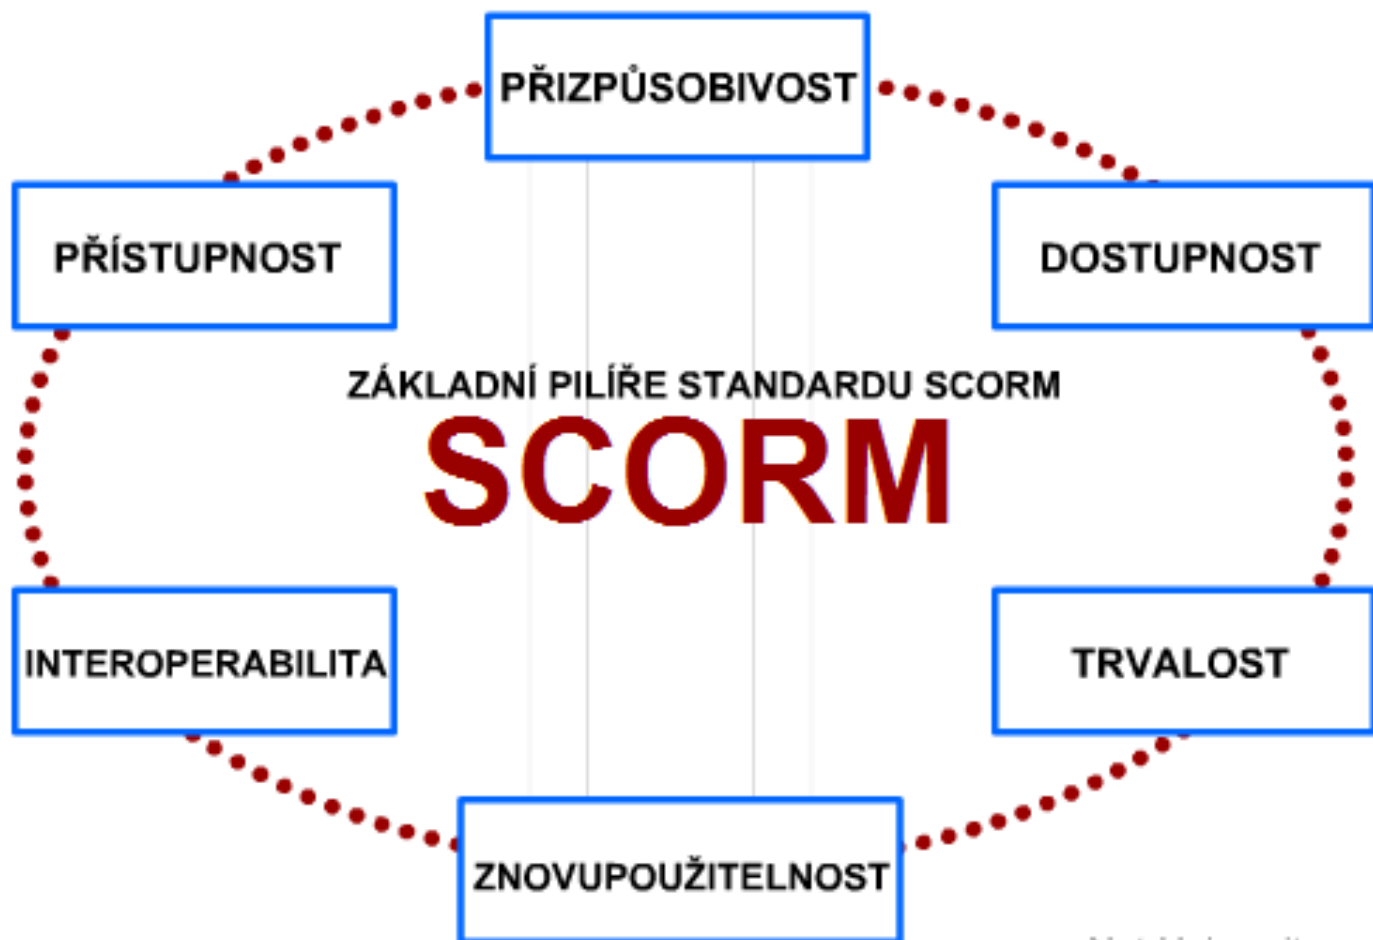 PŘIZPŮSOBIVOST
PŘÍSTUPNOST
DOSTUPNOST
ZÁKLADNÍ PILÍŘE STANDARDU SCORM
SCORM
INTEROPERABILITA
TRVALOST
ZNOVUPOUŽITELNOST